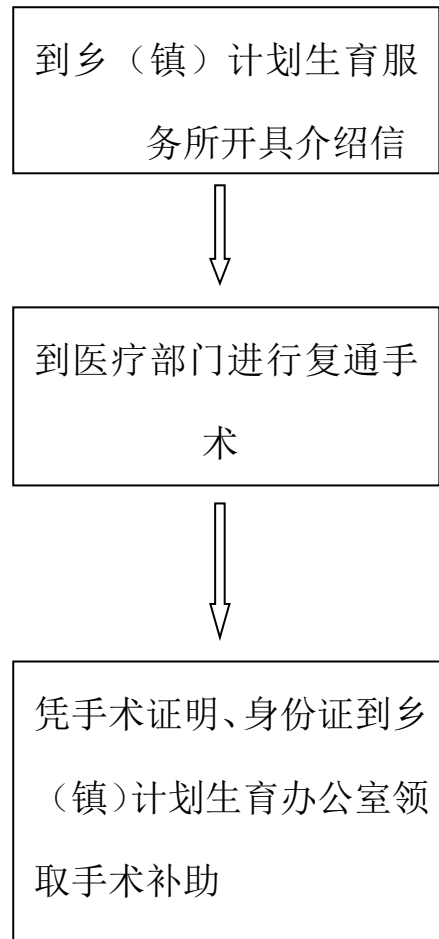 到乡（镇）计划生育服
务所开具介绍信
到医疗部门进行复通手
术
凭手术证明、身份证到乡
（镇）计划生育办公室领
取手术补助